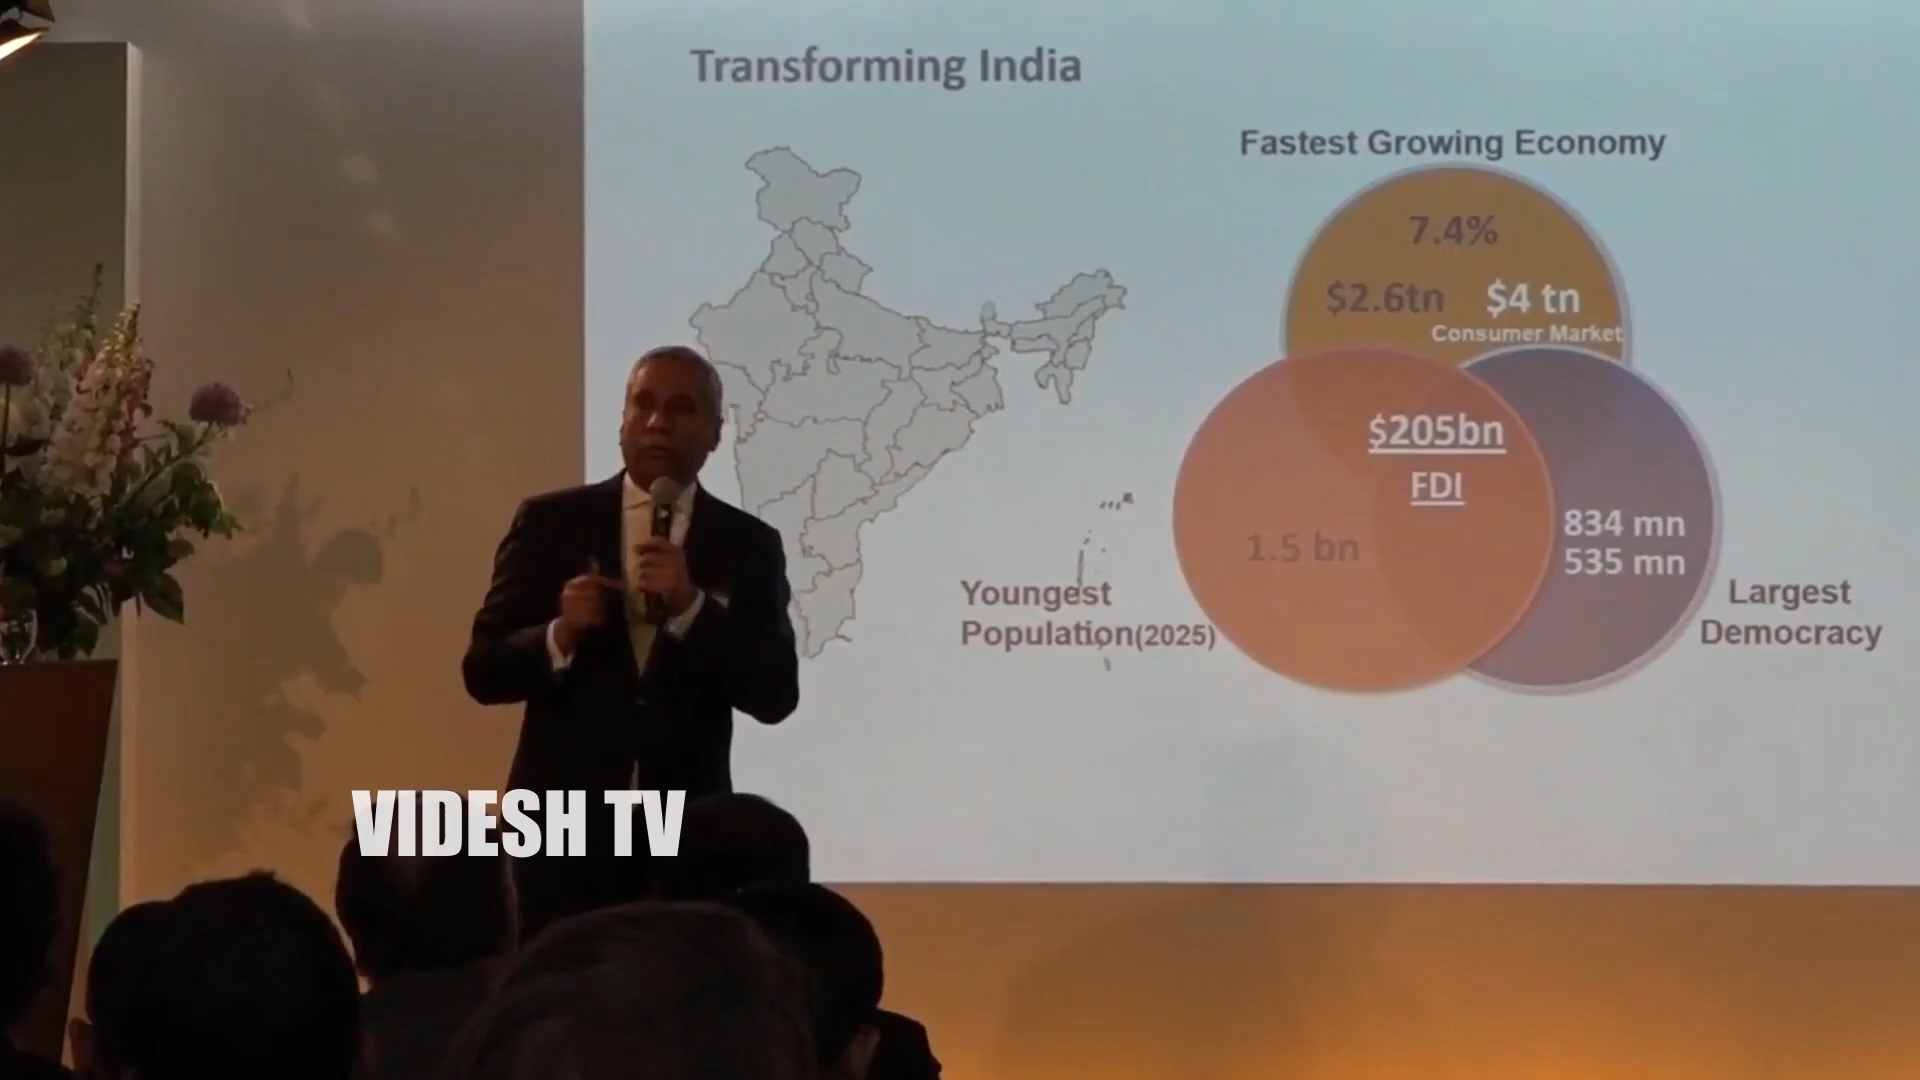 Transforming India
Fastest Growing Economy
7.4%
$2.6tn $4 tn
Consumer Market
$205bn
FDI
1.5 bn
834 mn
535 mn
Youngest
Population(2025)
Largest
Democracy
VIDESH TV